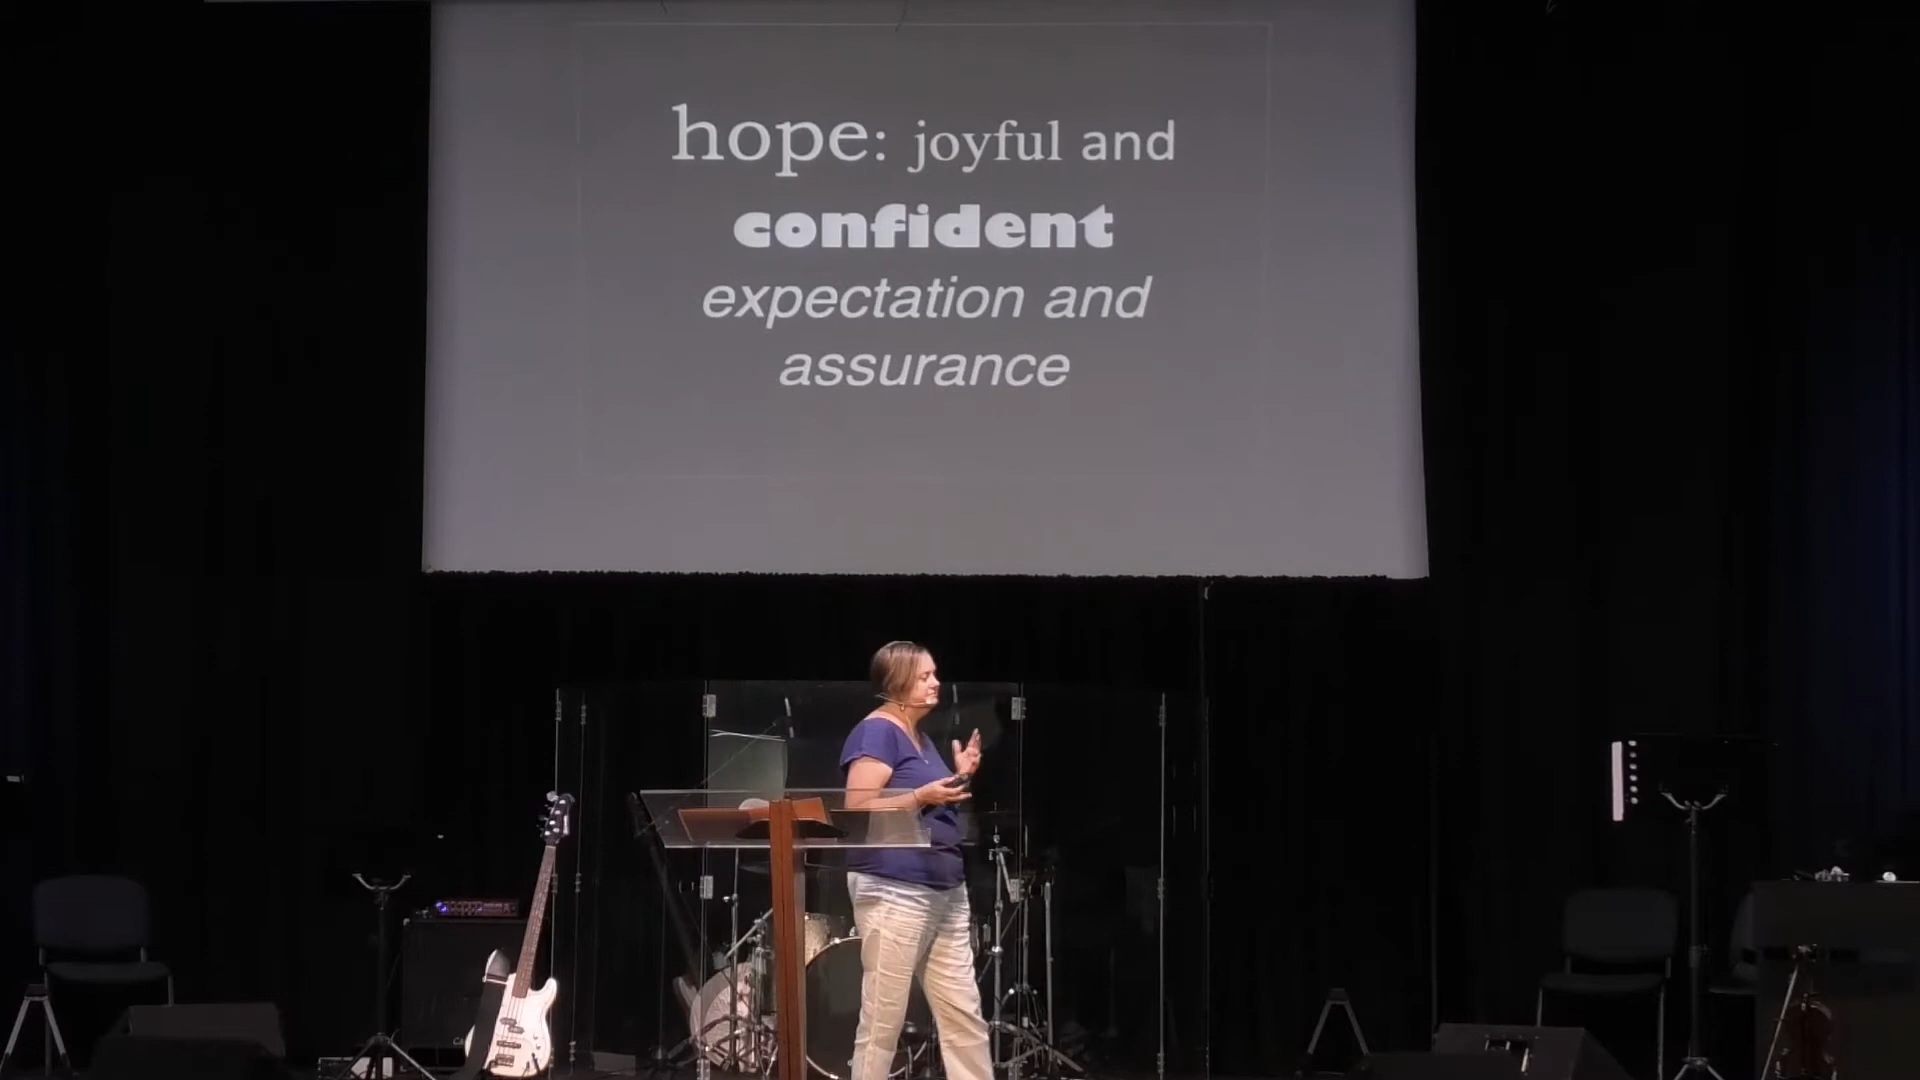 hope: joyful and
confident
expectation and
assurance